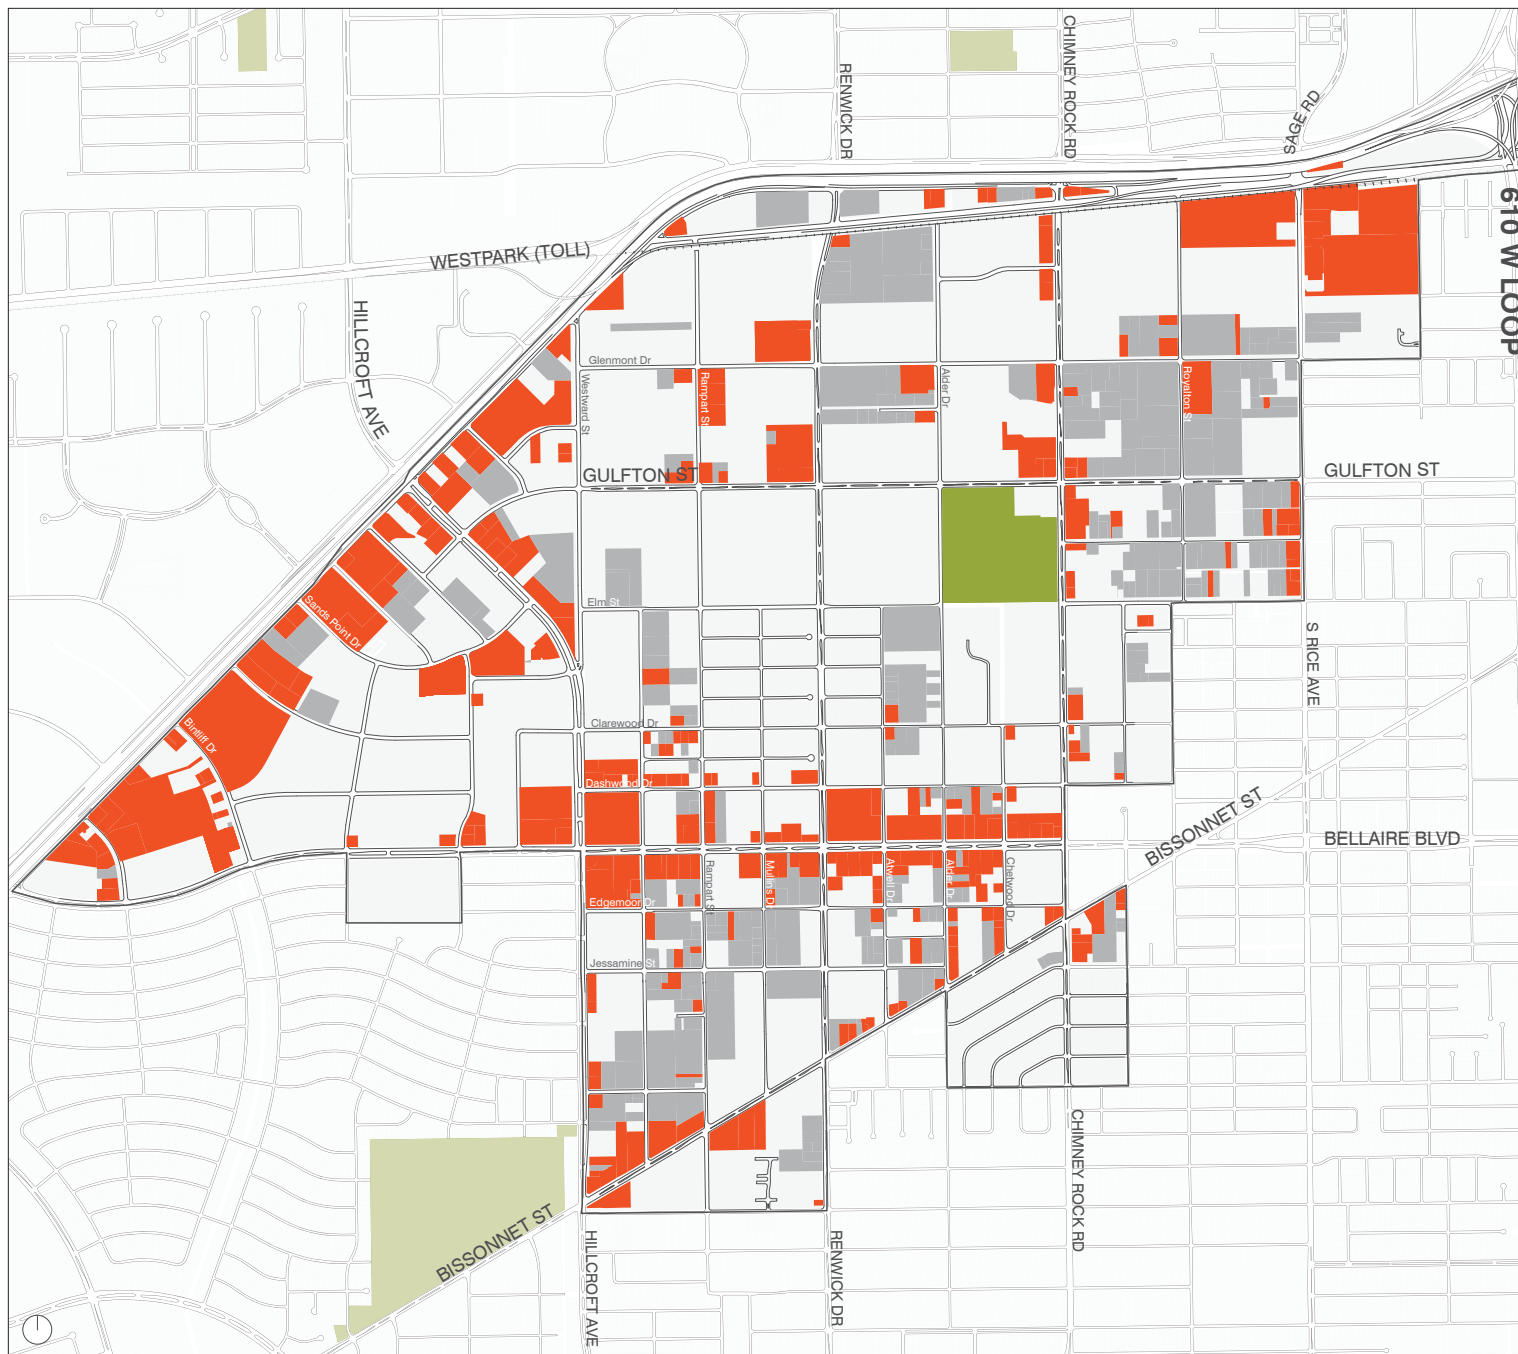 CHIMNEY ROCK RD
RENWICK DR
SAGE RD
610 W LOOP
WESTPARK (TOLL)
HILLCROFT AVE
Glenmont Dr
Westward St
Rampart St
Alder Dr
Royalton St
GULFTON ST
GULFTON ST
Elm St
Sands Point Dr
S RICE AVE
Clarewood Dr
Bintliff Dr
Dashwood Dr
BISSONNET ST
BELLAIRE BLVD
Rampart St
Mullins Dr
Atwell Dr
Alder Dr
Chetwood Dr
Edgemoor Dr
Jessamine St
CHIMNEY ROCK RD
BISSONNET ST
HILLCROFT AVE
RENWICK DR